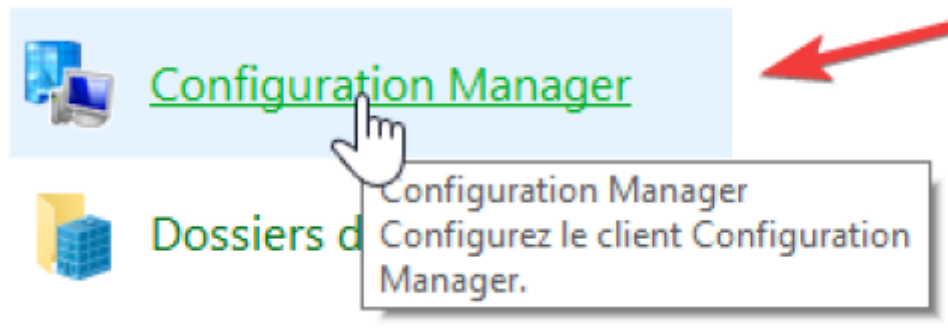 Configuration Manager
Configuration Manager
Dossiers d
Configurez le client Configuration
Manager.